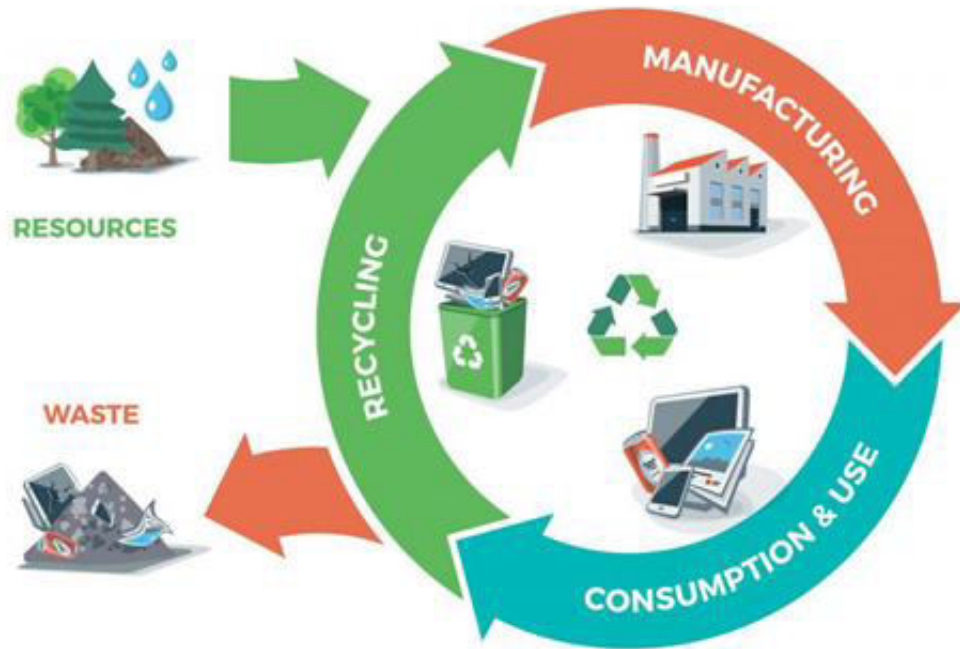 MANUFACTURING
RESOURCES
RECYCLING
WASTE
CONSUMPTION & USE